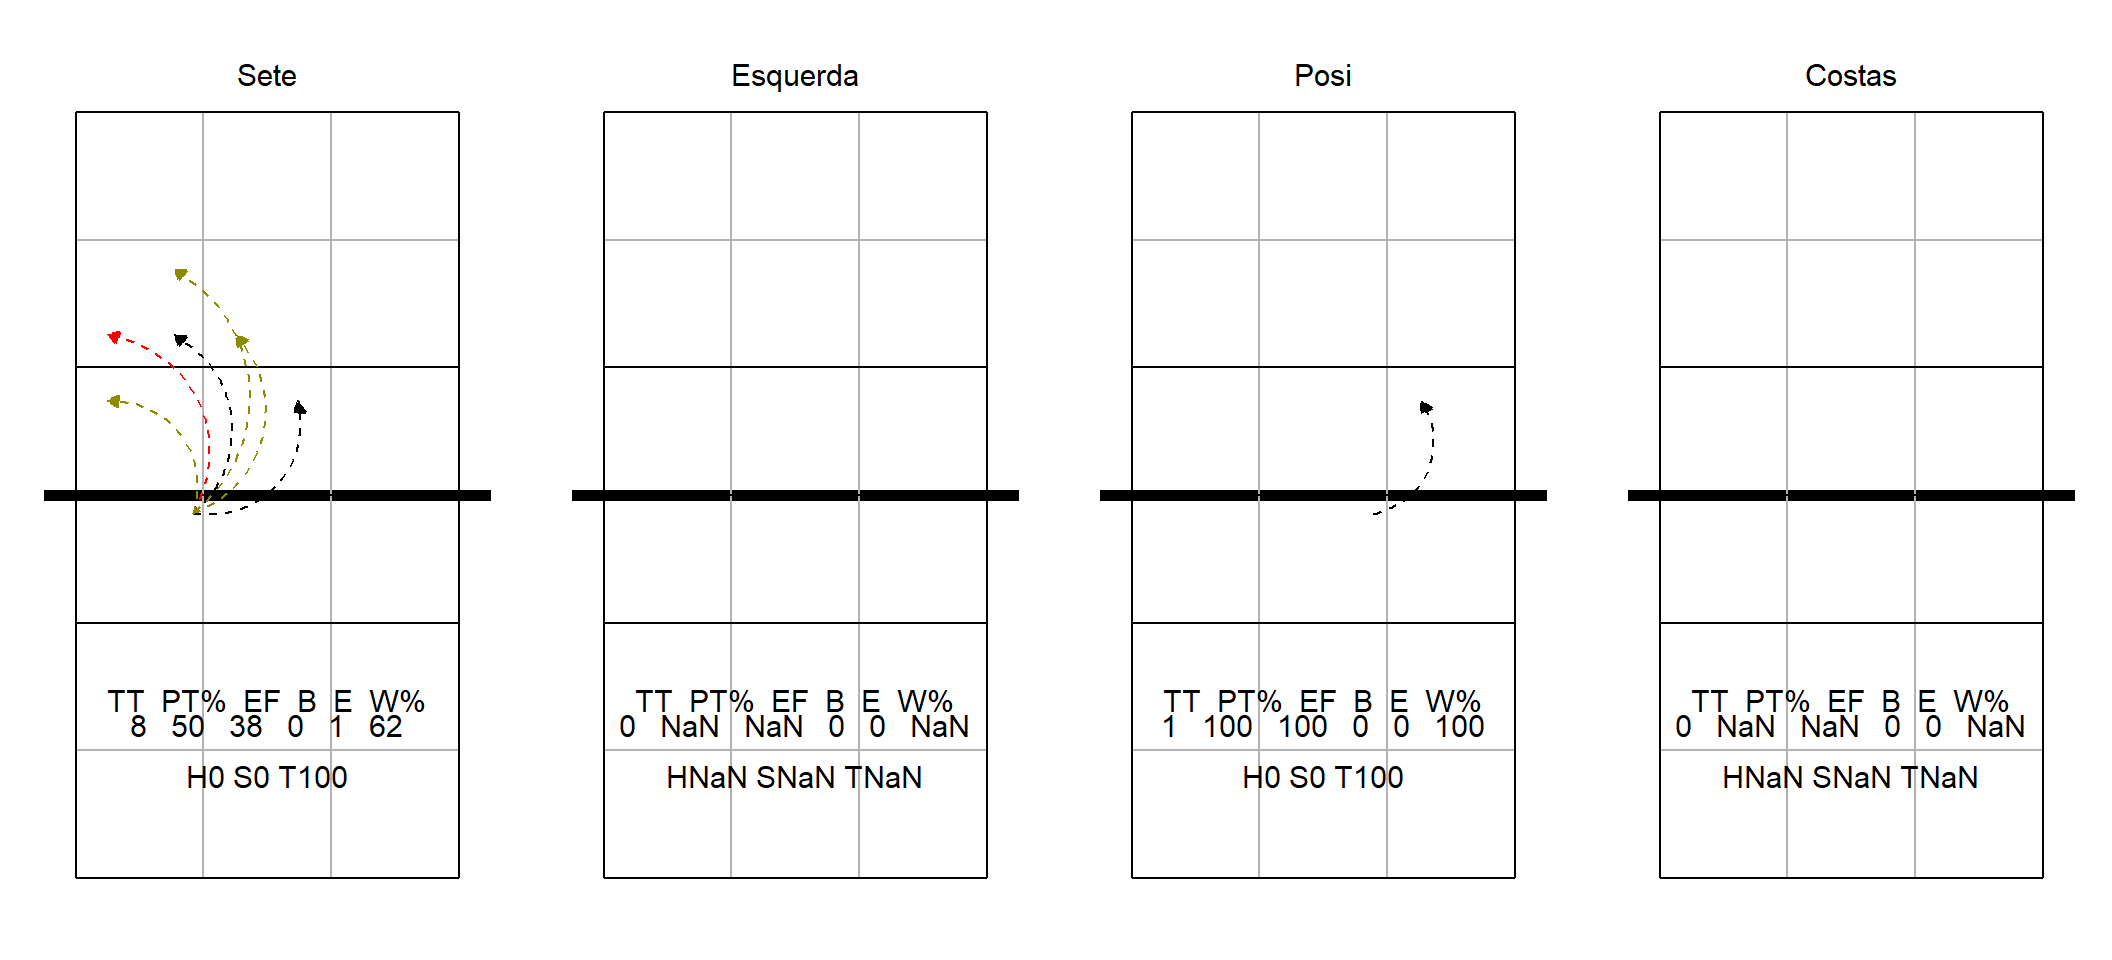 Sete
TT PT% EF B E W%
8 50 38 0 1 62
H0 S0 T100
Esquerda
TT PT% EF B E W%
0 NaN NaN 0 0 NaN
HNaN SNaN TNaN
Posi
TT PT% EF B E W%
1 100 100 0 0 100
H0 S0 T100
Costas
TT PT% EF B E W%
0 NaN NaN 0 0 NaN
HNaN SNaN TNaN